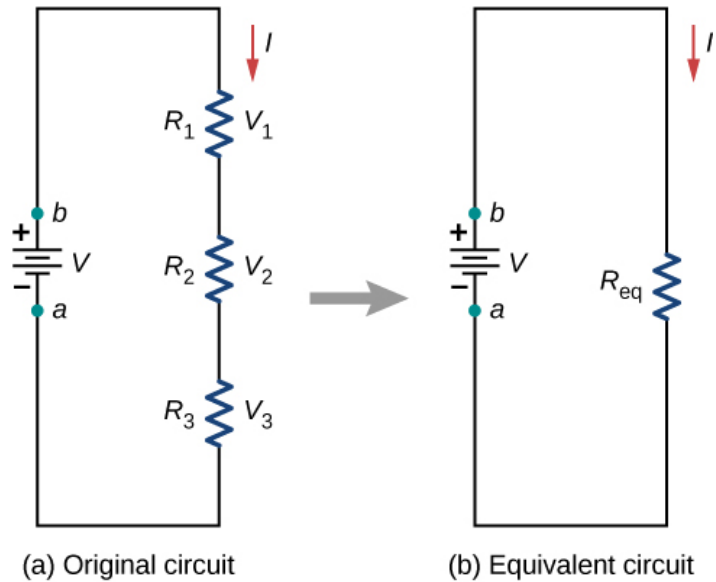 I
R1 V1
b
+
V
R2 V2
−
a
R3 V3
(a) Original circuit
I
b
+
V
Req
−
a
(b) Equivalent circuit